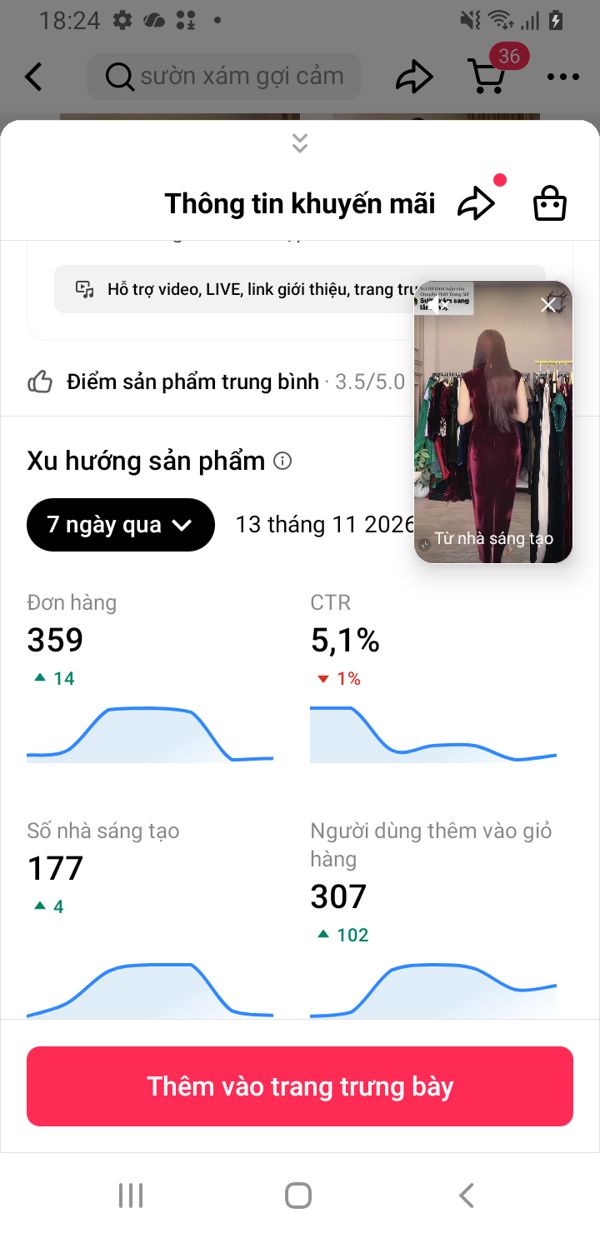 18:24
36
sườn xám gợi cảm
Thông tin khuyến mãi
Hỗ trợ video, LIVE, link giới thiệu, trang
Điểm sản phẩm trung bình · 3.5/5.0
Xu hướng sản phẩm
7 ngày qua
13 tháng 11 2026
Từ nhà sáng tạo
Đơn hàng
359
14
CTR
5,1%
1%
Số nhà sáng tạo
177
4
Người dùng thêm vào giỏ
hàng
307
102
Thêm vào trang trưng bày